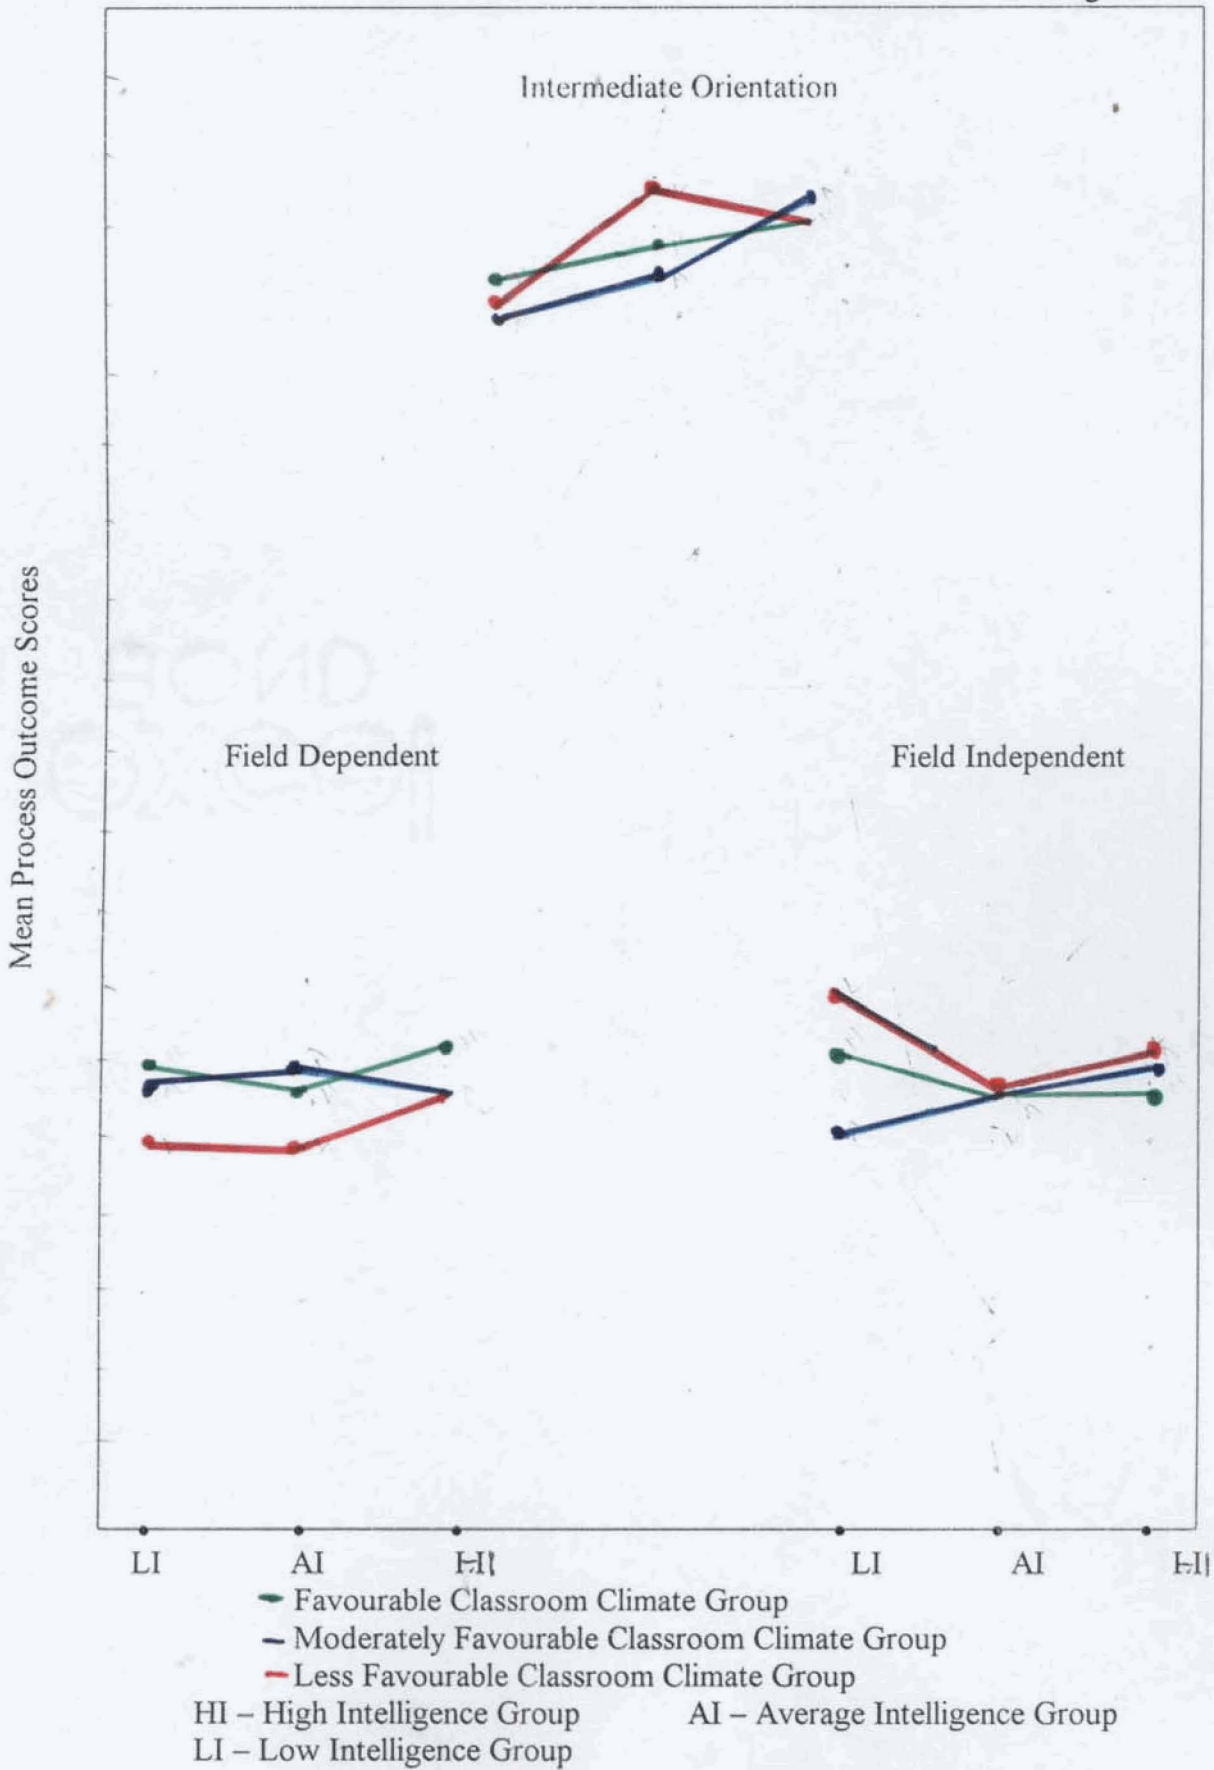 Intermediate Orientation
Mean Process Outcome Scores
Field Dependent
Field Independent
LI AI HI LI AI HI
Favourable Classroom Climate Group
Moderately Favourable Classroom Climate Group
Less Favourable Classroom Climate Group
HI – High Intelligence Group AI – Average Intelligence Group
LI – Low Intelligence Group